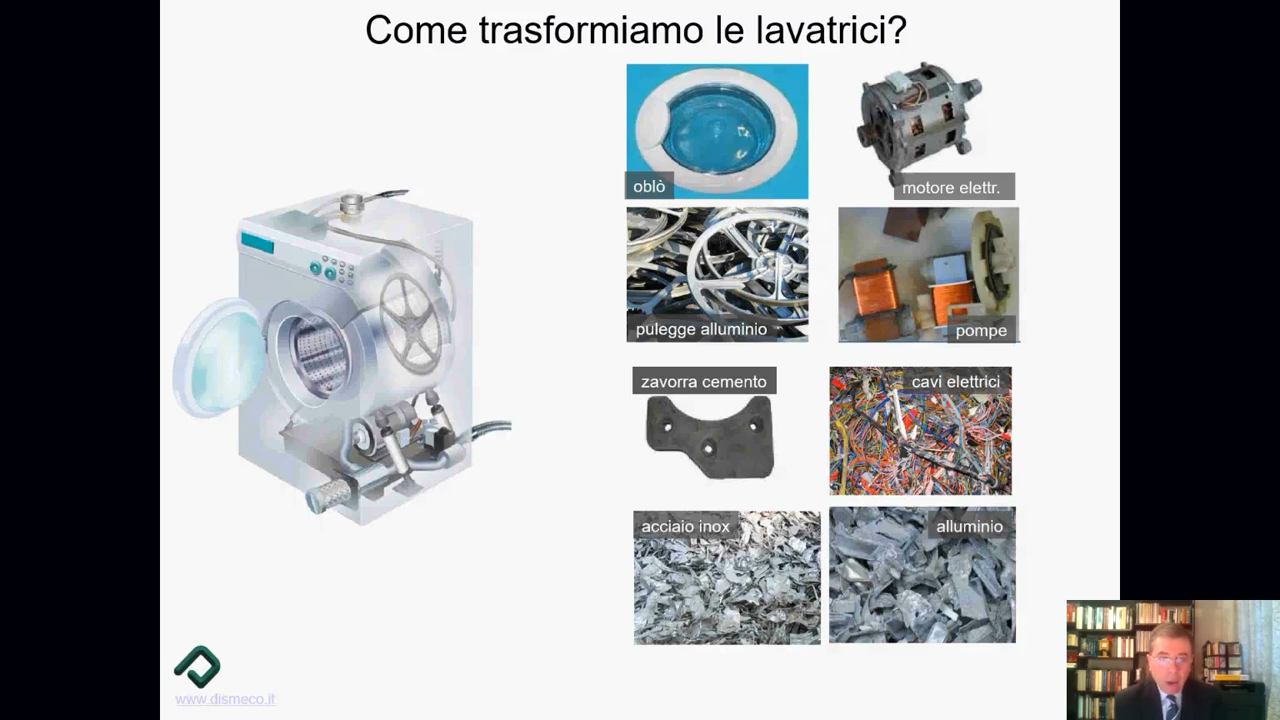 Come trasformiamo le lavatrici?
oblò
motore elettr.
pulegge alluminio
pompe
zavorra cemento
cavi elettrici
acciaio inox
alluminio
www.dismeco.it